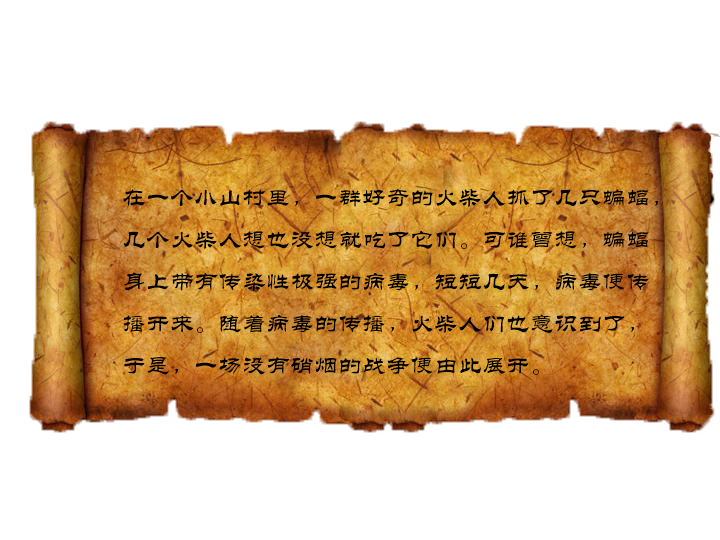 在一个小山村里，一群好奇的火柴人抓了几只蝙蝠，
几个火柴人想也没想就吃了它们。可谁曾想，蝙蝠
身上带有传染性极强的病毒，短短几天，病毒便传
播开来。随着病毒的传播，火柴人们也意识到了，
于是，一场没有硝烟的战争便由此展开。